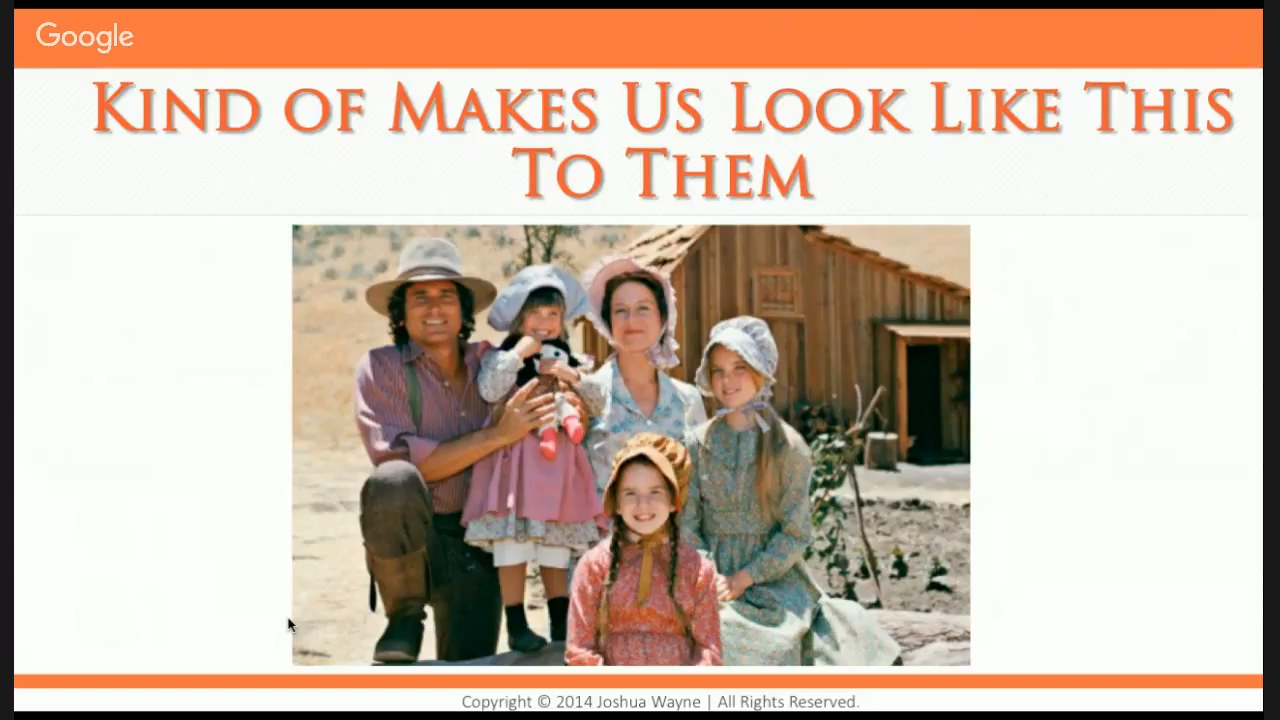 Google
Kind of Makes Us Look Like This
To Them
Copyright © 2014 Joshua Wayne | All Rights Reserved.